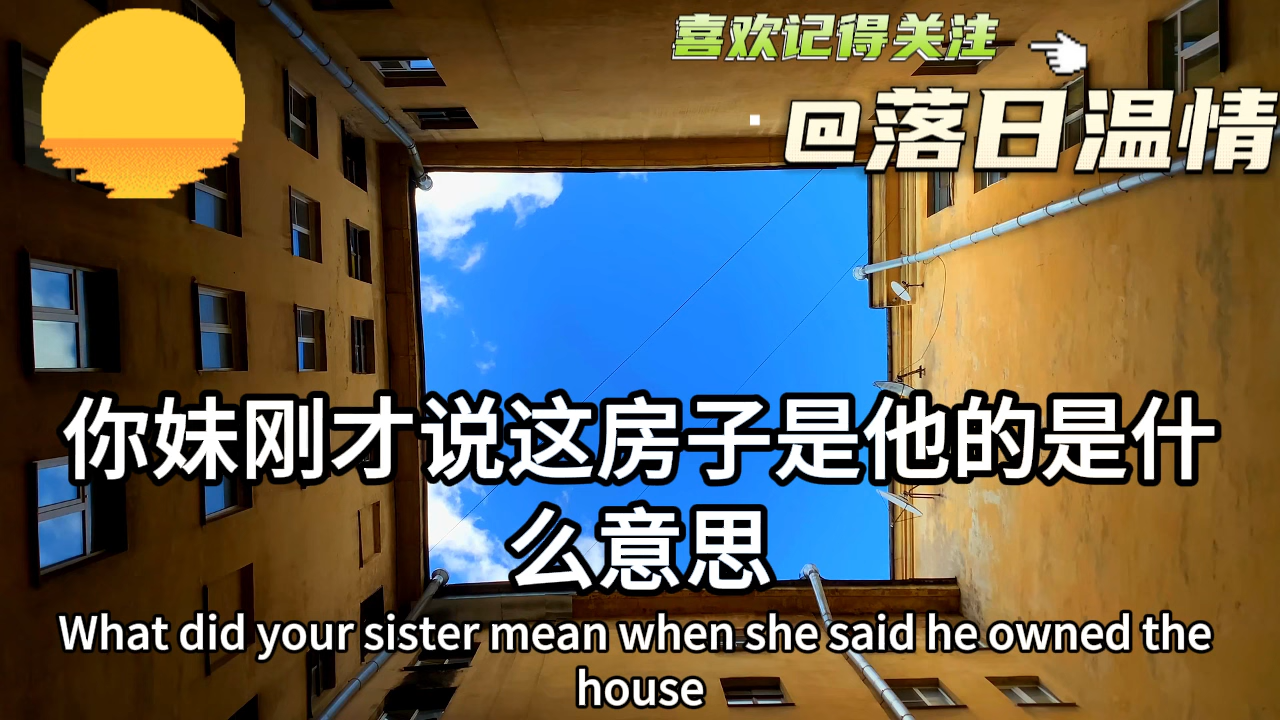 喜欢记得关注
@落日温情
你妹刚才说这房子是他的是什
么意思
What did your sister mean when she said he owned the
house